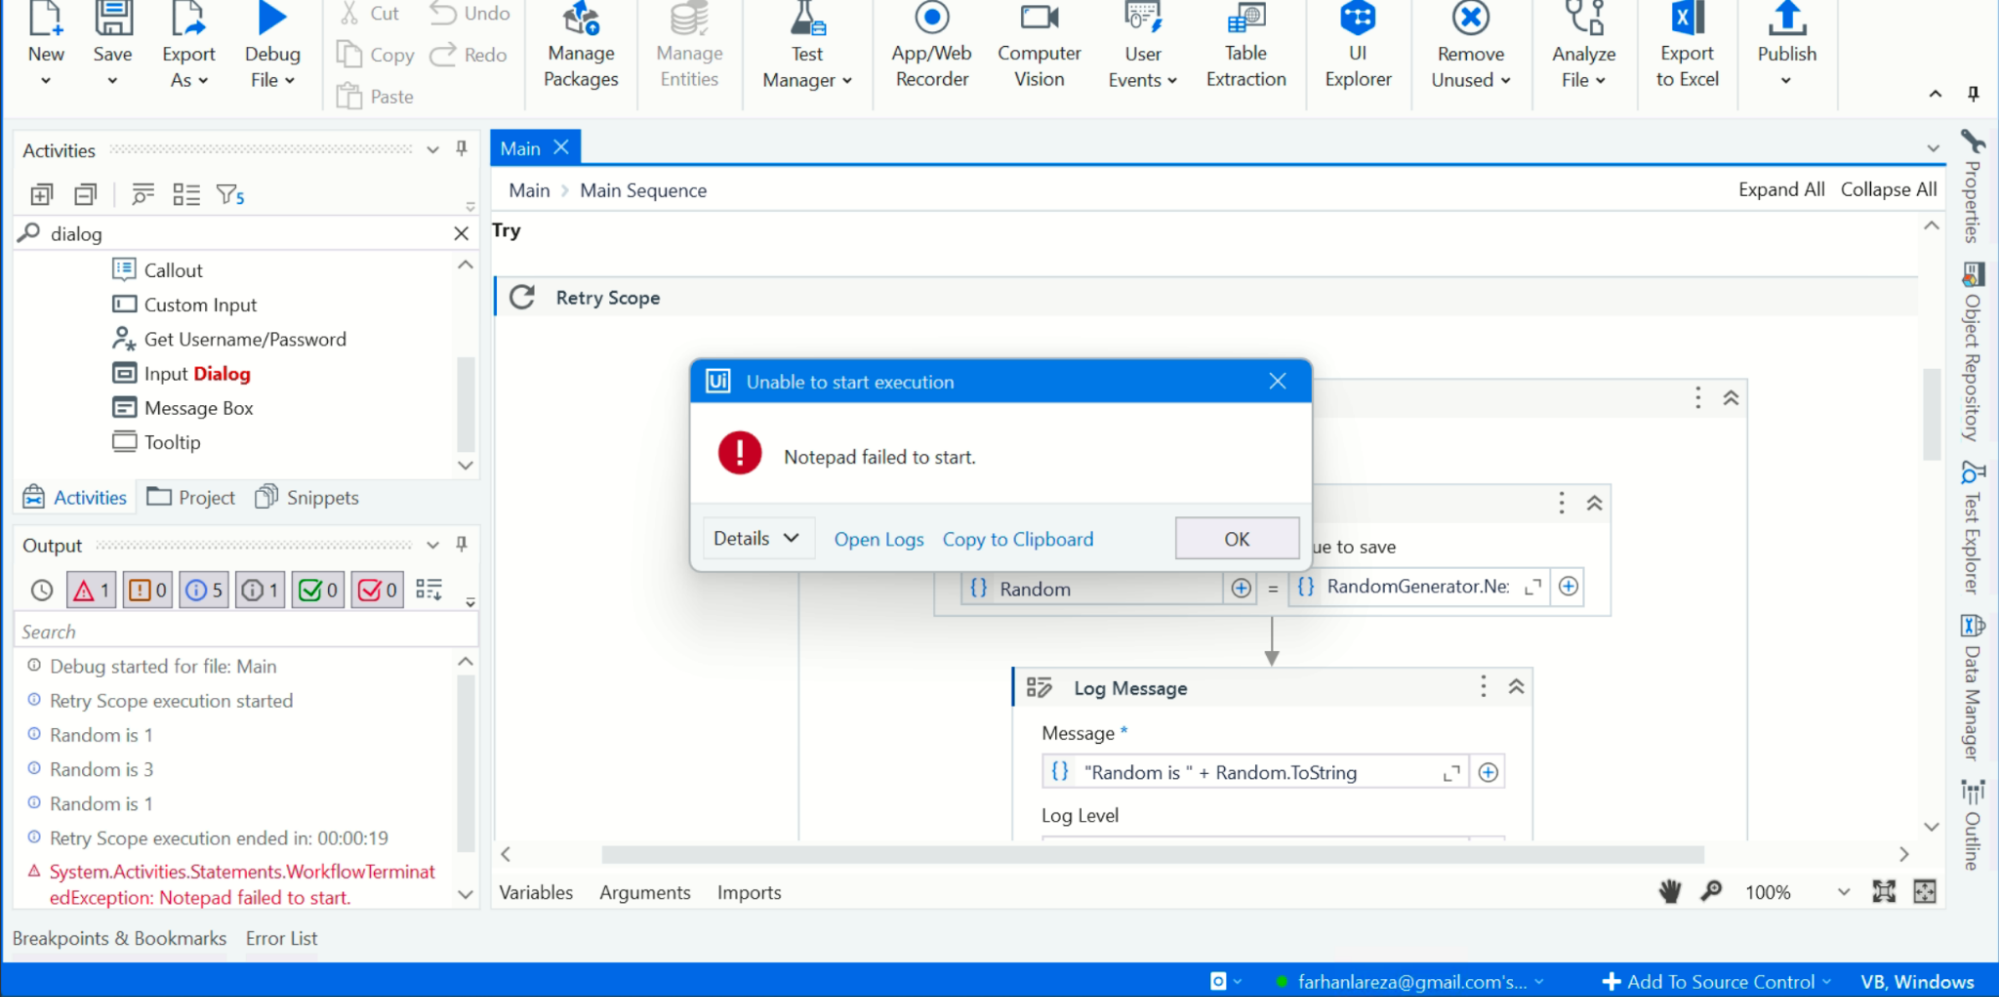 New
Save
Export
As
Debug
File
Cut
Copy
Paste
Undo
Redo
Manage
Packages
Manage
Entities
Test
Manager
App/Web
Recorder
Computer
Vision
User
Events
Table
Extraction
UI
Explorer
Remove
Unused
Analyze
File
Export
to Excel
Publish
Activities
5
dialog
Callout
Custom Input
Get Username/Password
Input Dialog
Message Box
Tooltip
Activities
Project
Snippets
Output
1
0
5
1
0
0
Search
Debug started for file: Main
Retry Scope execution started
Random is 1
Random is 3
Random is 1
Retry Scope execution ended in: 00:00:19
System.Activities.Statements.WorkflowTerminat
edException: Notepad failed to start.
Breakpoints & Bookmarks
Error List
Main
Main > Main Sequence
Expand All
Collapse All
Try
Retry Scope
Ui Unable to start execution
Notepad failed to start.
Details
Open Logs
Copy to Clipboard
OK
ue to save
{} Random
=
{} RandomGenerator.Ne
Log Message
Message *
{} "Random is " + Random.ToString
Log Level
Variables
Arguments
Imports
100%
Properties
Object Repository
Test Explorer
Data Manager
Outline
farhanlareza@gmail.com's...
Add To Source Control
VB, Windows